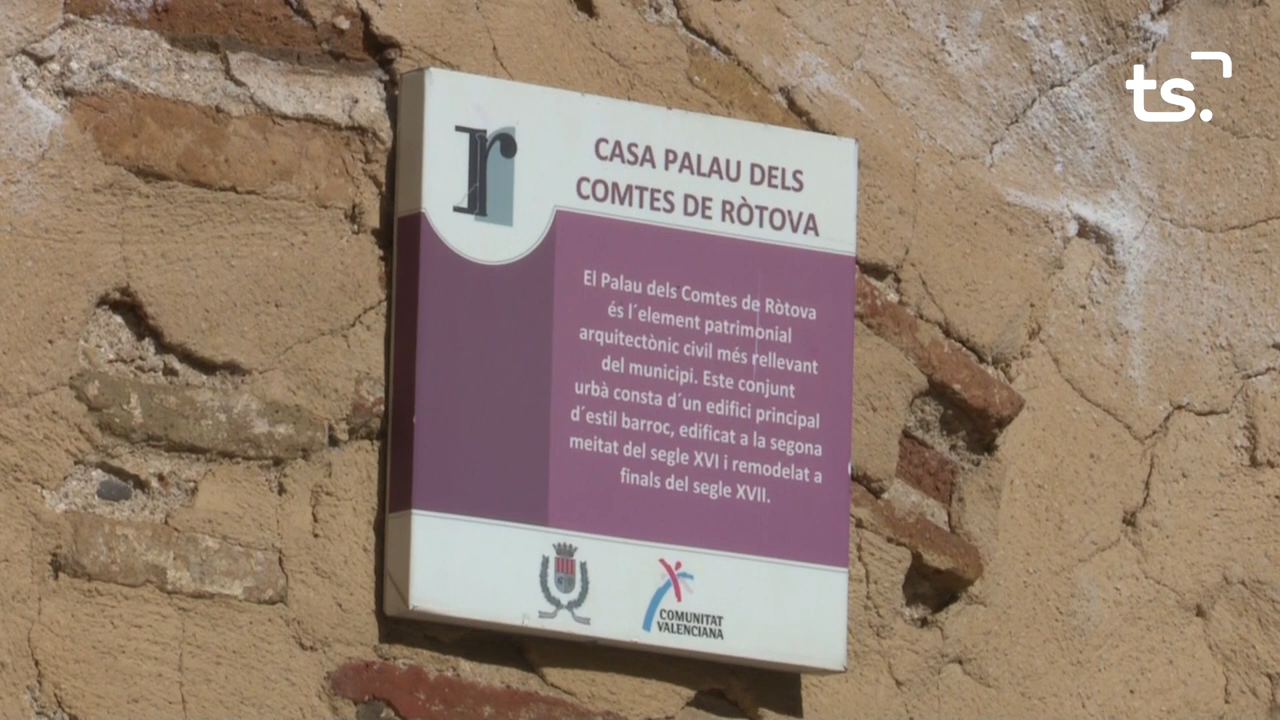 ts.
r
CASA PALAU DELS
COMTES DE RÒTOVA
El Palau dels Comtes de Ròtova
és l´element patrimonial
arquitectònic civil més rellevant
del municipi. Este conjunt
urbà consta d´un edifici principal
d´estil barroc, edificat a la segona
meitat del segle XVI i remodelat a
finals del segle XVII.
COMUNITAT
VALENCIANA